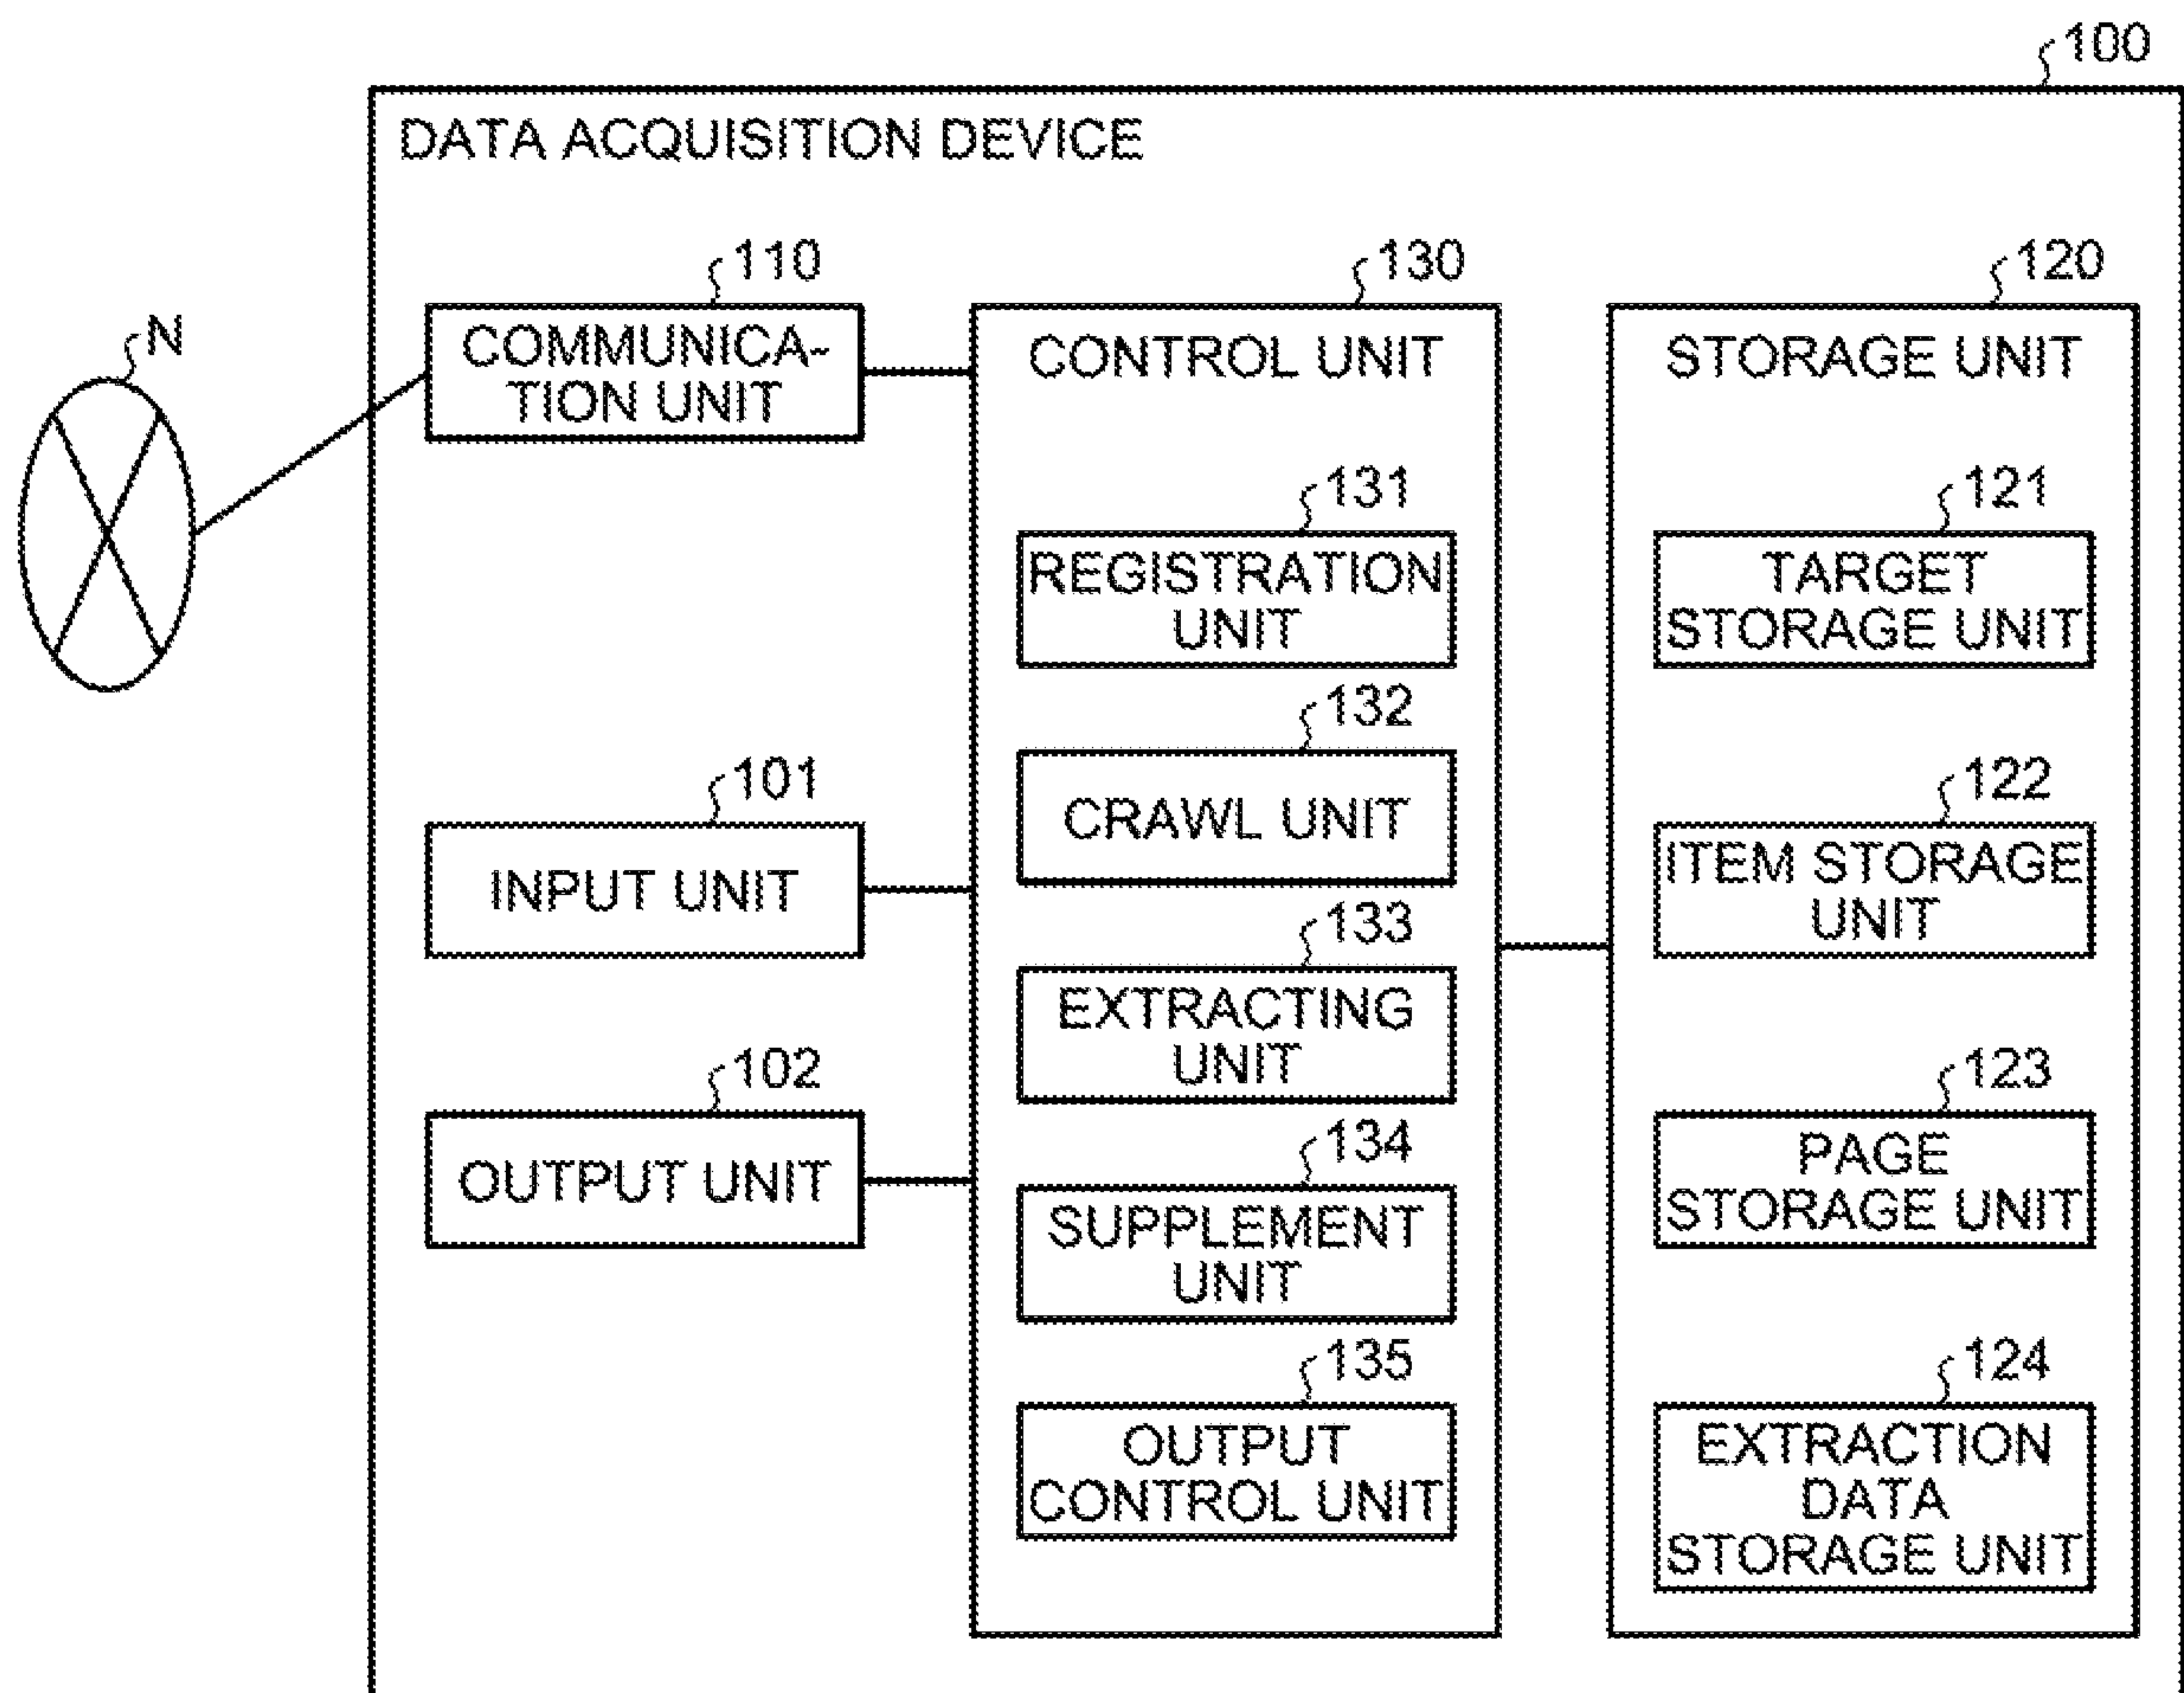 100
DATA ACQUISITION DEVICE
N
110
COMMUNICA-
TION UNIT
101
INPUT UNIT
102
OUTPUT UNIT
130
CONTROL UNIT
131
REGISTRATION
UNIT
132
CRAWL UNIT
133
EXTRACTING
UNIT
134
SUPPLEMENT
UNIT
135
OUTPUT
CONTROL UNIT
120
STORAGE UNIT
121
TARGET
STORAGE UNIT
122
ITEM STORAGE
UNIT
123
PAGE
STORAGE UNIT
124
EXTRACTION
DATA
STORAGE UNIT